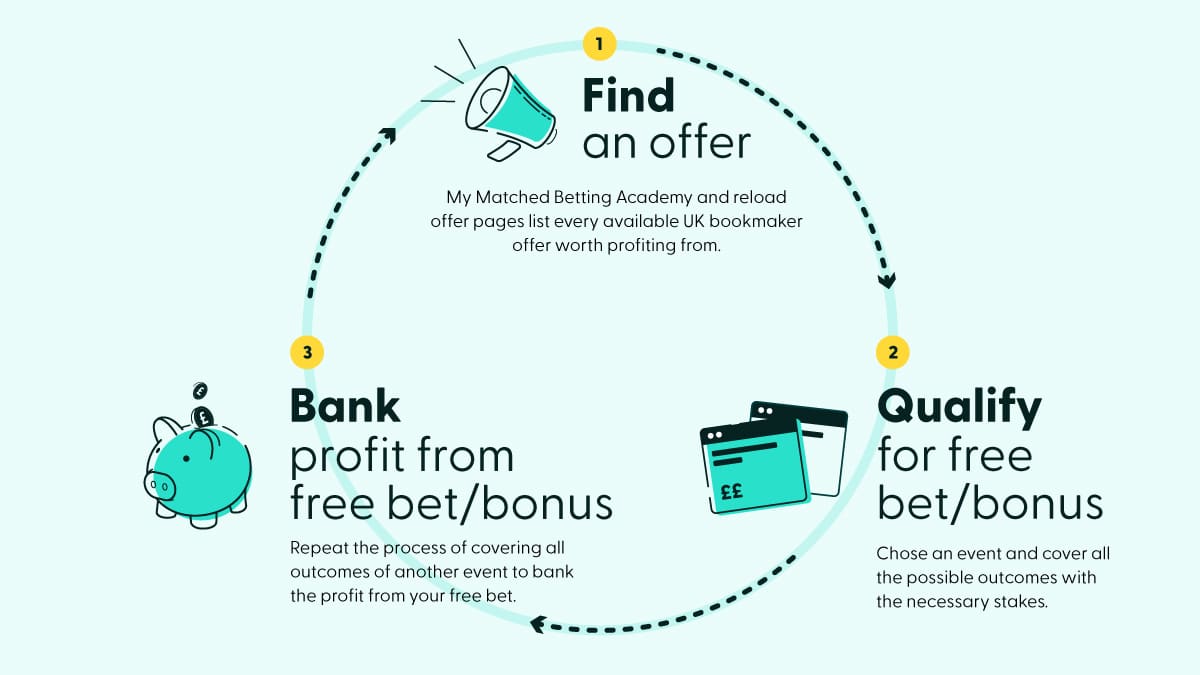 1
Find
an offer
My Matched Betting Academy and reload
offer pages list every available UK bookmaker
offer worth profiting from.
2
Qualify
for free
bet/bonus
Chose an event and cover all
the possible outcomes with
the necessary stakes.
££
3
Bank
profit from
free bet/bonus
Repeat the process of covering all
outcomes of another event to bank
the profit from your free bet.
£
£